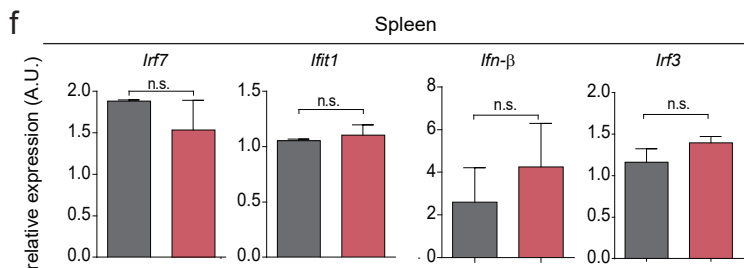 f
Spleen
Irf7
Ifit1
Ifn-β
Irf3
relative expression (A.U.)
2.0
1.5
1.0
0.5
0.0
n.s.
1.5
1.0
0.5
0.0
n.s.
8
6
4
2
0
n.s.
2.0
1.5
1.0
0.5
0.0
n.s.